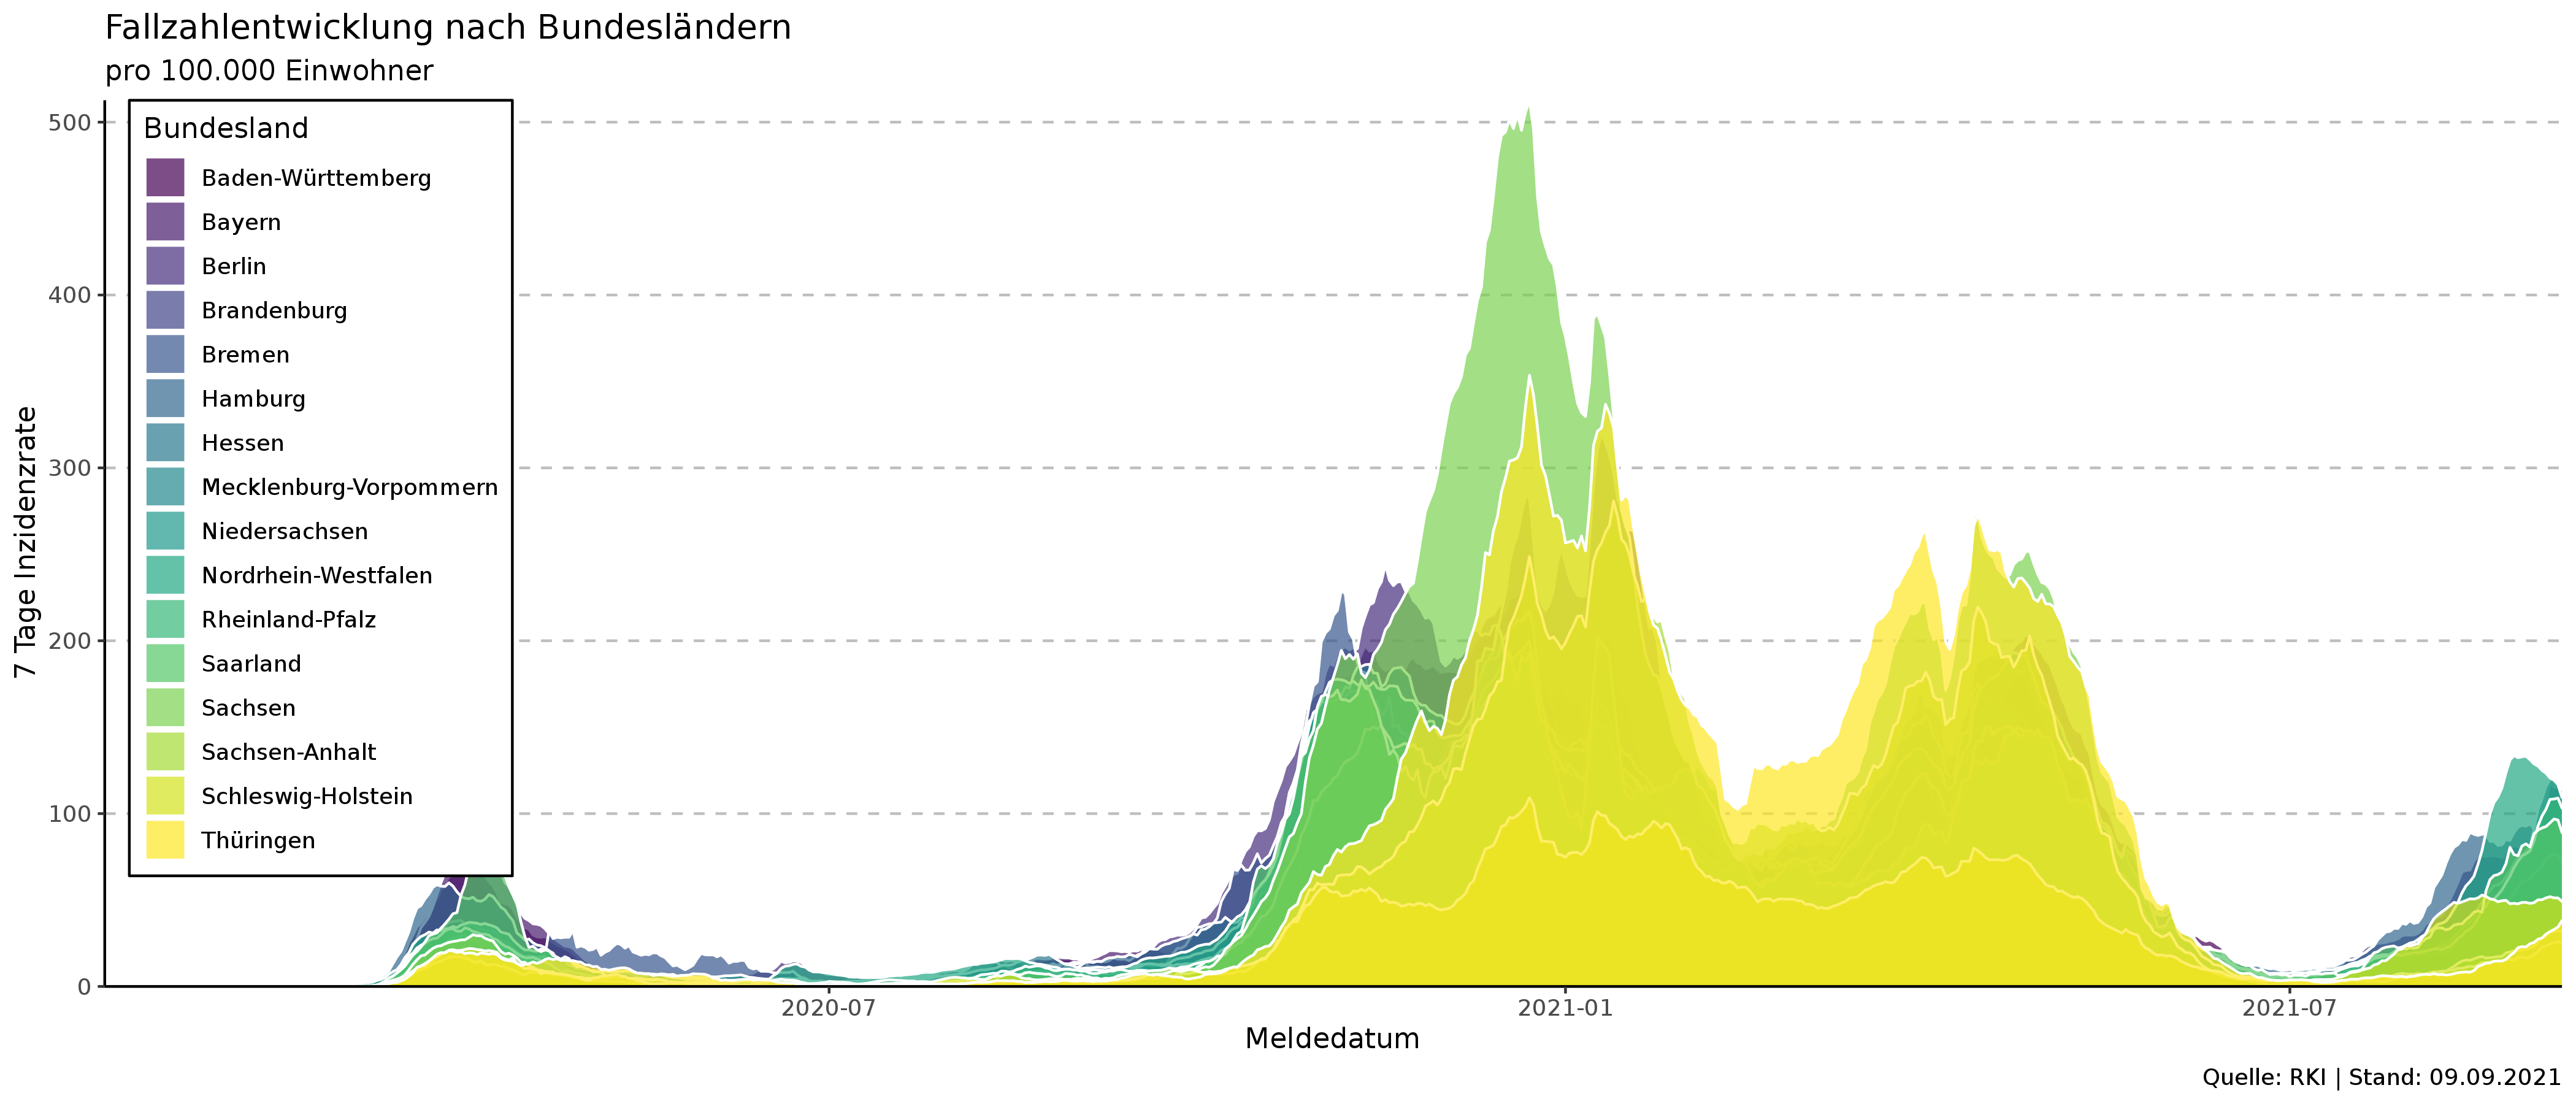 Fallzahlentwicklung nach Bundesländern
pro 100.000 Einwohner
Bundesland
Baden-Württemberg
Bayern
Berlin
Brandenburg
Bremen
Hamburg
Hessen
Mecklenburg-Vorpommern
Niedersachsen
Nordrhein-Westfalen
Rheinland-Pfalz
Saarland
Sachsen
Sachsen-Anhalt
Schleswig-Holstein
Thüringen
7 Tage Inzidenzrate
500
400
300
200
100
0
2020-07
2021-01
2021-07
Meldedatum
Quelle: RKI | Stand: 09.09.2021